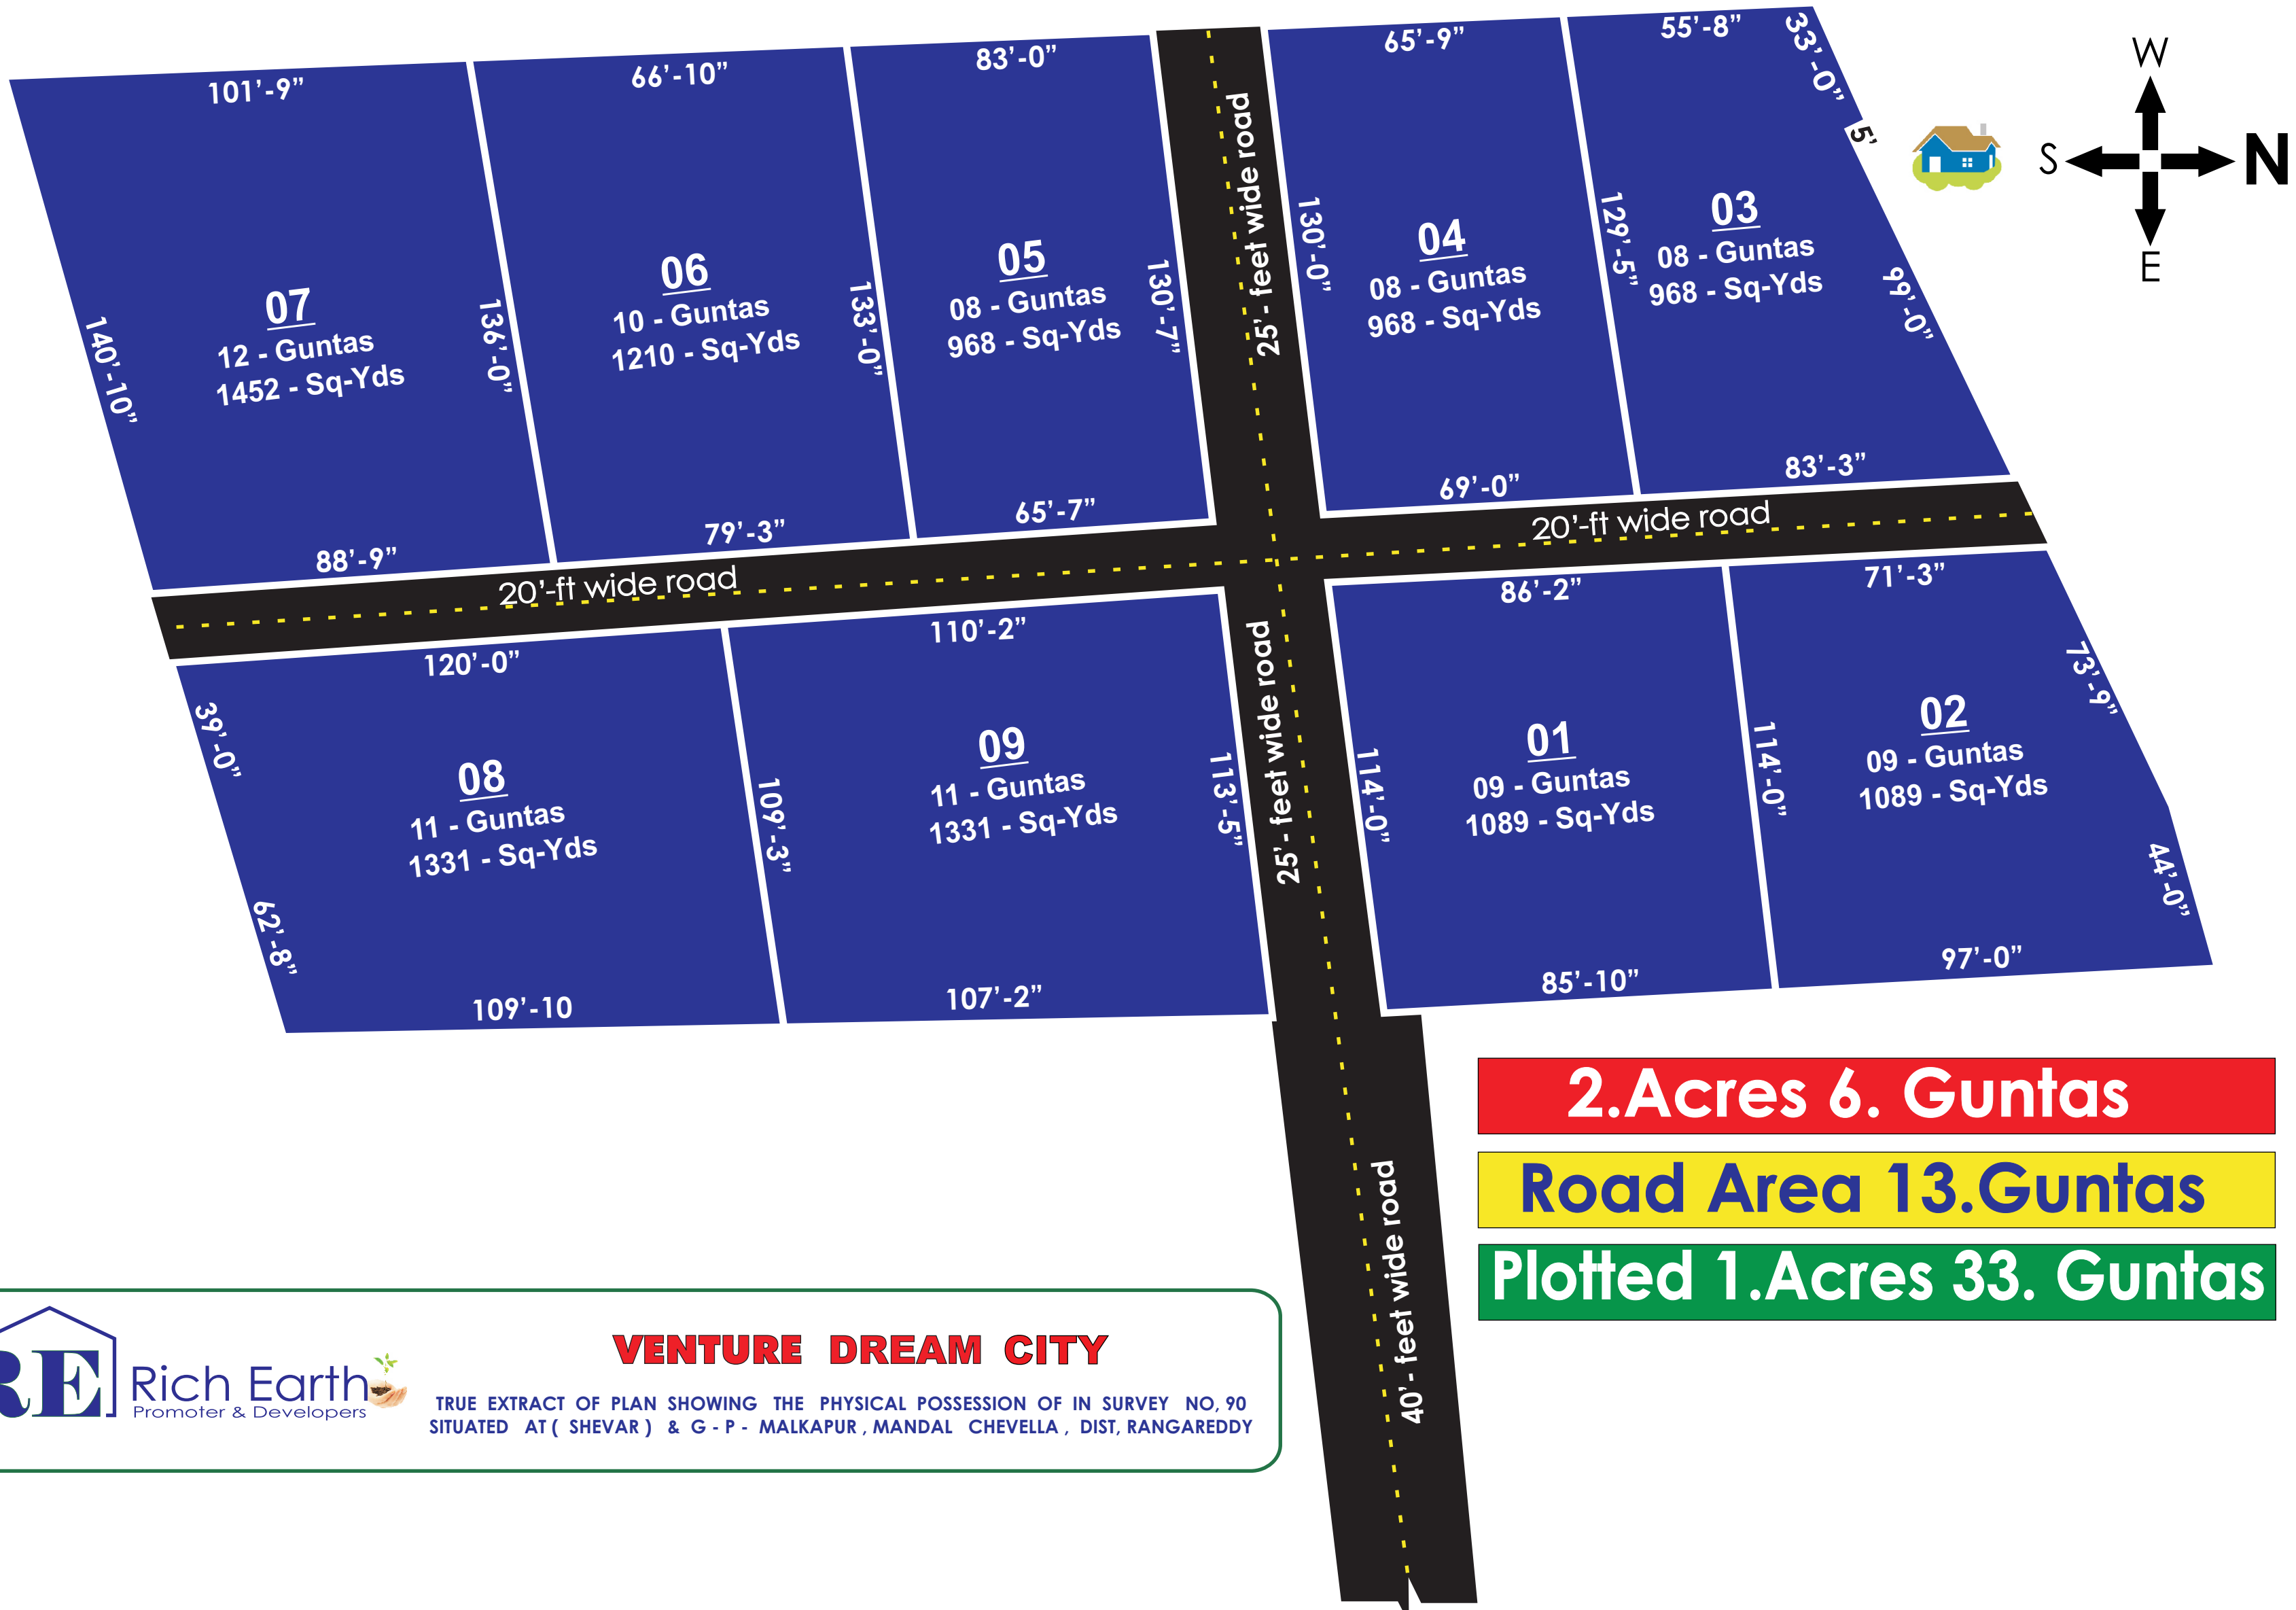 101’-9”
66’-10”
83’-0”
65’-9”
55’-8”
33’-0”
5’
W
S
N
E
25’- feet wide road
07
12 - Guntas
1452 - Sq-Yds
06
10 - Guntas
1210 - Sq-Yds
05
08 - Guntas
968 - Sq-Yds
04
08 - Guntas
968 - Sq-Yds
03
08 - Guntas
968 - Sq-Yds
140’-10”
136’-0”
133’-0”
130’-7”
130’-0”
129’-5”
99’-0”
88’-9”
79’-3”
65’-7”
69’-0”
83’-3”
20’-ft wide road
20’-ft wide road
120’-0”
110’-2”
86’-2”
71’-3”
39’-0”
62’-8”
08
11 - Guntas
1331 - Sq-Yds
109’-3”
09
11 - Guntas
1331 - Sq-Yds
113’-5”
25’- feet wide road
114’-0”
01
09 - Guntas
1089 - Sq-Yds
114’-0”
02
09 - Guntas
1089 - Sq-Yds
73’-9”
44’-0”
109’-10
107’-2”
85’-10”
97’-0”
40’- feet wide road
2.Acres 6. Guntas
Road Area 13.Guntas
Plotted 1.Acres 33. Guntas
RE
Rich Earth
Promoter & Developers
VENTURE DREAM CITY
TRUE EXTRACT OF PLAN SHOWING THE PHYSICAL POSSESSION OF IN SURVEY NO, 90
SITUATED AT ( SHEVAR ) & G - P - MALKAPUR , MANDAL CHEVELLA , DIST, RANGAREDDY